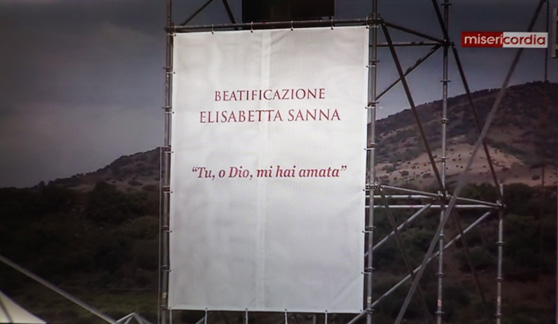 misericordia
BEATIFICAZIONE
ELISABETTA SANNA
“Tu, o Dio, mi hai amata”